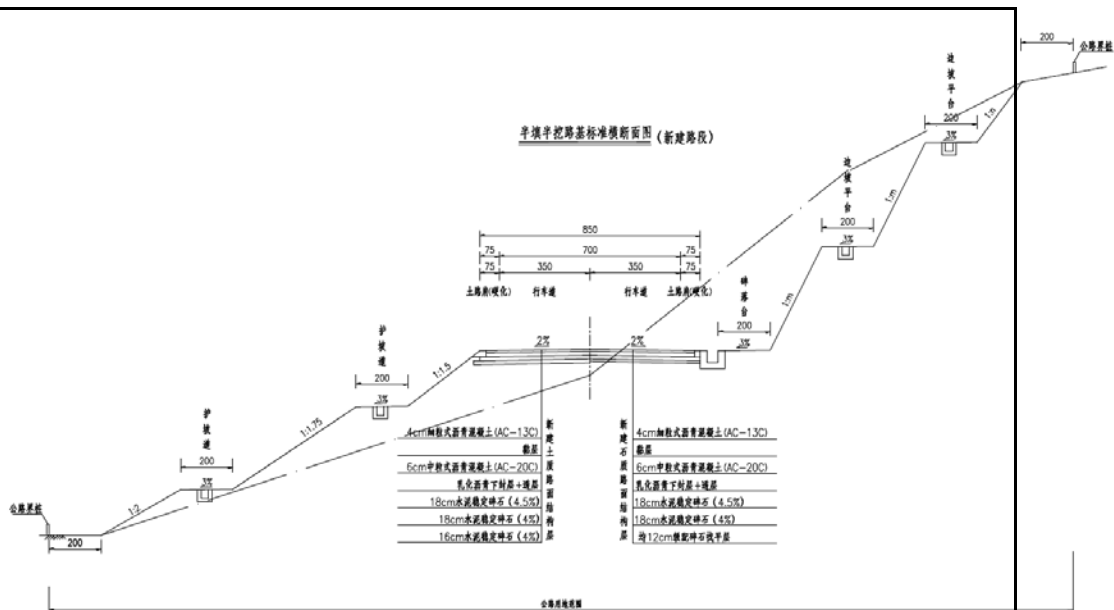 200
公路界桩
边坡平台
200
3%
1:n
半填半挖路基标准横断面图(新建路段)
边坡平台
200
3%
1:m
850
75 700 75
75 350 350 75
土路肩(硬化) 行车道 行车道 土路肩(硬化)
碎落台
200
3%
1:m
护坡道
200
3%
1:1.5
2% 2%
护坡道
200
3%
1:1.75
1:2
公路界桩
200
新建土质路面结构层
4cm细粒式沥青混凝土(AC-13C)
黏层
6cm中粒式沥青混凝土(AC-20C)
乳化沥青下封层+透层
18cm水泥稳定碎石(4.5%)
18cm水泥稳定碎石(4%)
16cm水泥稳定碎石(4%)
新建石质路面结构层
4cm细粒式沥青混凝土(AC-13C)
黏层
6cm中粒式沥青混凝土(AC-20C)
乳化沥青下封层+透层
18cm水泥稳定碎石(4.5%)
18cm水泥稳定碎石(4%)
均12cm级配碎石找平层
公路用地范围